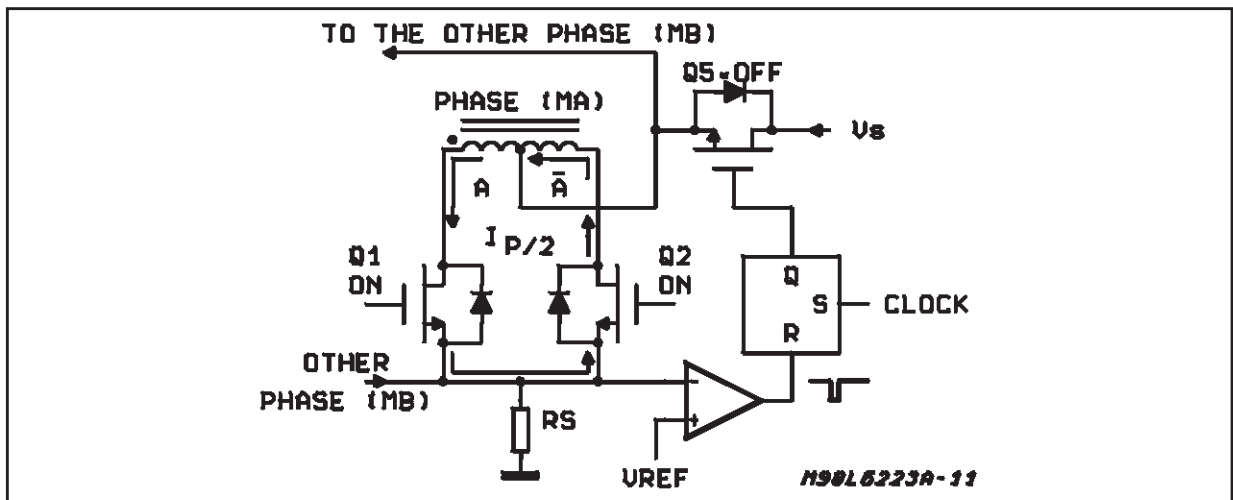 TO THE OTHER PHASE (MB)
Q5=OFF
PHASE (MA)
Vs
A
Ā
I P/2
Q1
ON
Q2
ON
Q
S
CLOCK
R
OTHER
PHASE (MB)
RS
-
+
VREF
M90L6223A-11